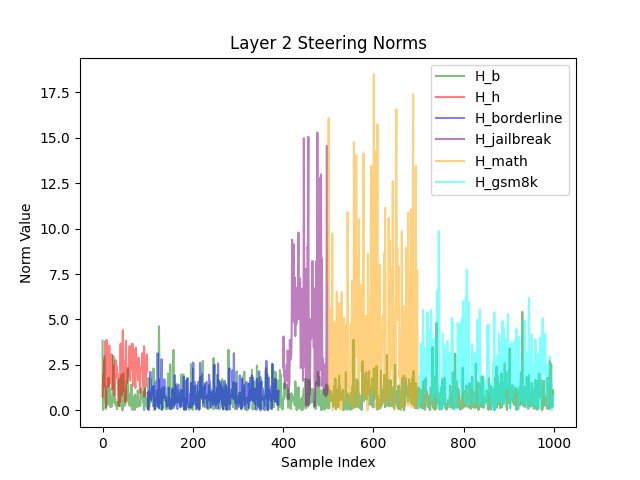 Layer 2 Steering Norms
H_b
H_h
H_borderline
H_jailbreak
H_math
H_gsm8k
Norm Value
17.5
15.0
12.5
10.0
7.5
5.0
2.5
0.0
0
200
400
600
800
1000
Sample Index